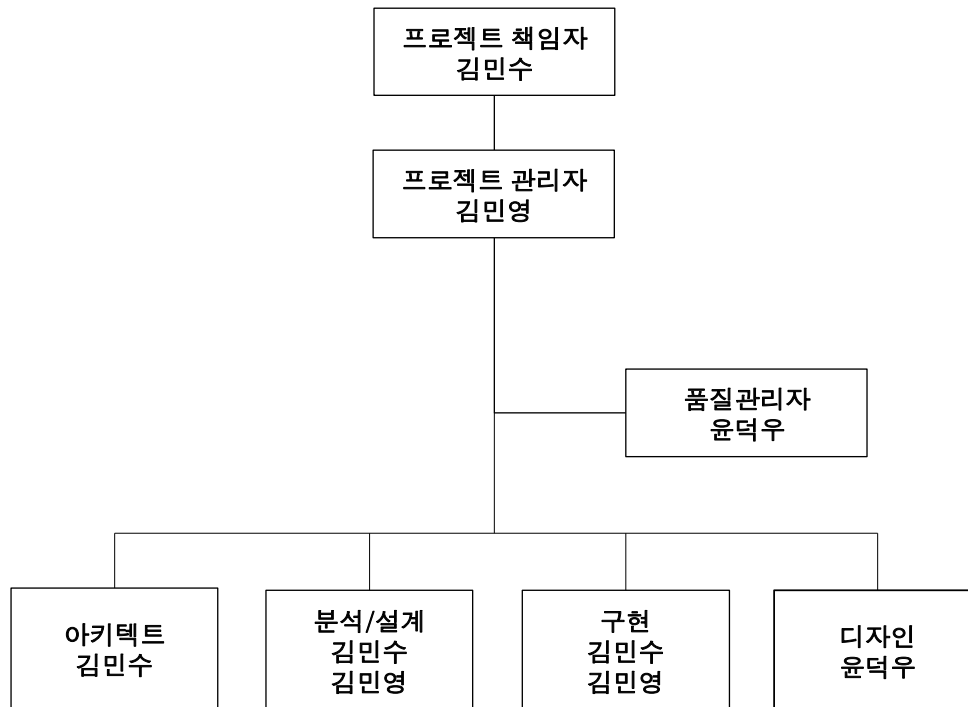 프로젝트 책임자
김민수
프로젝트 관리자
김민영
품질관리자
윤덕우
아키텍트
김민수
분석/설계
김민수
김민영
구현
김민수
김민영
디자인
윤덕우